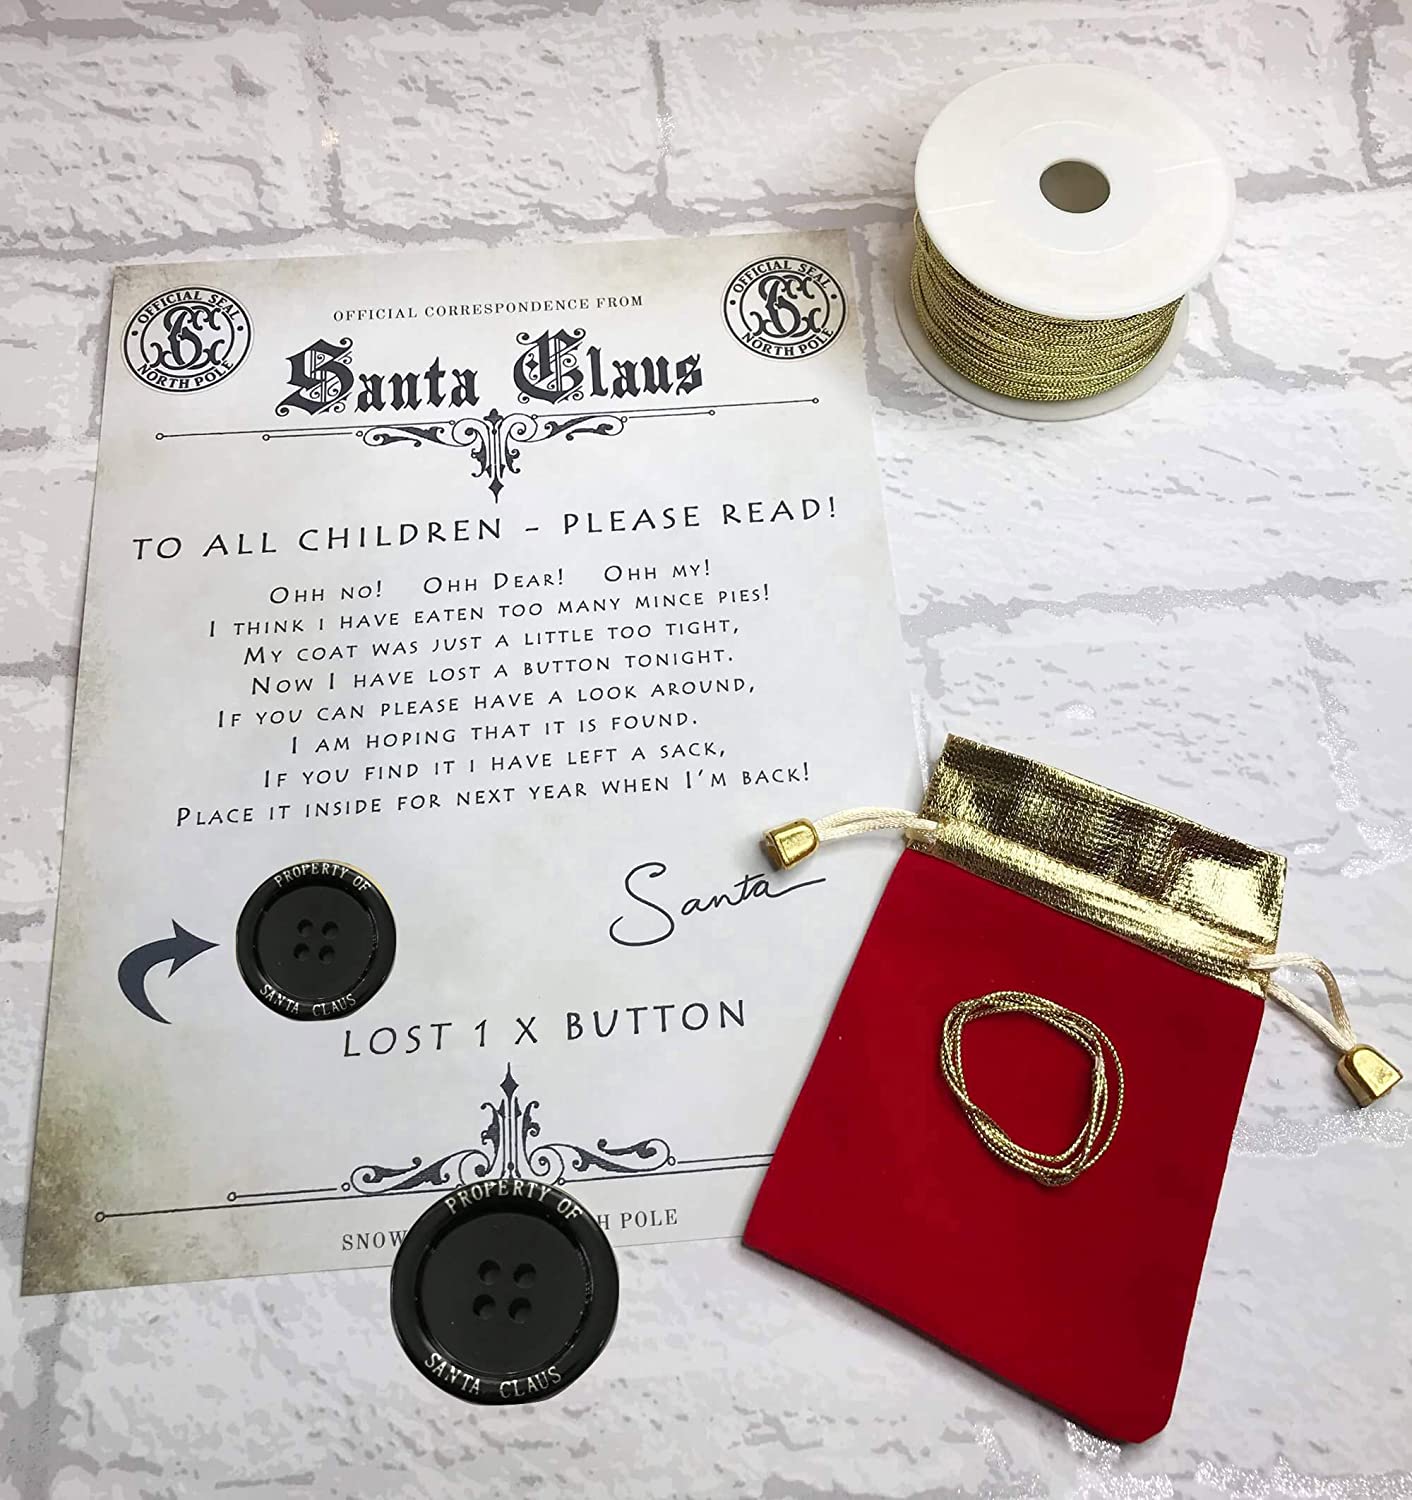 OFFICIAL SEAL
NORTH POLE
OFFICIAL CORRESPONDENCE FROM
OFFICIAL SEAL
NORTH POLE
Santa Claus
TO ALL CHILDREN - PLEASE READ!
OHH NO! OHH DEAR! OHH MY!
I THINK I HAVE EATEN TOO MANY MINCE PIES!
MY COAT WAS JUST A LITTLE TOO TIGHT,
NOW I HAVE LOST A BUTTON TONIGHT.
IF YOU CAN PLEASE HAVE A LOOK AROUND,
I AM HOPING THAT IT IS FOUND.
IF YOU FIND IT I HAVE LEFT A SACK,
PLACE IT INSIDE FOR NEXT YEAR WHEN I'M BACK!
Santa
PROPERTY OF
SANTA CLAUS
LOST 1 X BUTTON
POLE
PROPERTY OF
SANTA CLAUS